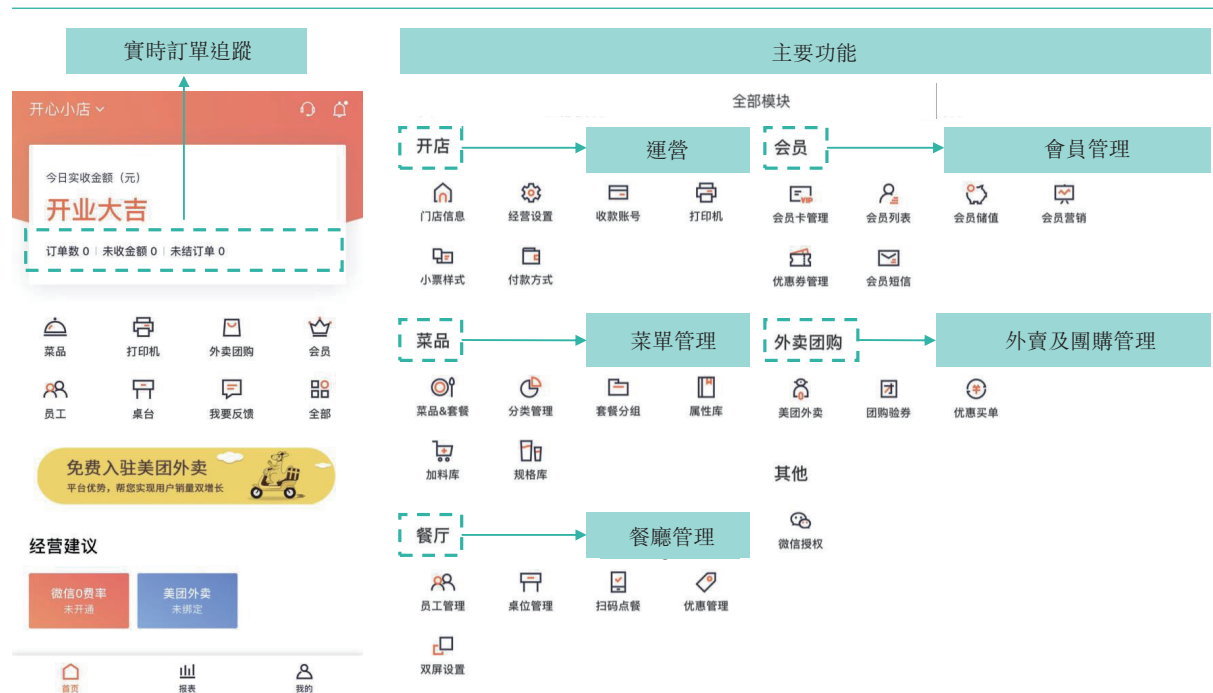 實時訂單追蹤
开心小店
今日实收金额（元）
开业大吉
订单数 0 | 未收金额 0 | 未结订单 0
菜品 打印机 外卖团购 会员
员工 桌台 我要反馈 全部
免费入驻美团外卖
平台优势，帮您实现用户销量双增长
经营建议
微信0费率 美团外卖
未开通 未绑定
首页 报表 我的
主要功能
全部模块
开店 運營
门店信息 经营设置 收款账号 打印机
小票样式 付款方式
菜品 菜單管理
菜品&套餐 分类管理 套餐分组 属性库
加料库 规格库
餐厅 餐廳管理
员工管理 桌位管理 扫码点餐 优惠管理
双屏设置
会员 會員管理
VIP
会员卡管理 会员列表 会员储值 会员营销
优惠券管理 会员短信
外卖团购 外賣及團購管理
才
美团外卖 团购验券 优惠买单
其他
微信授权